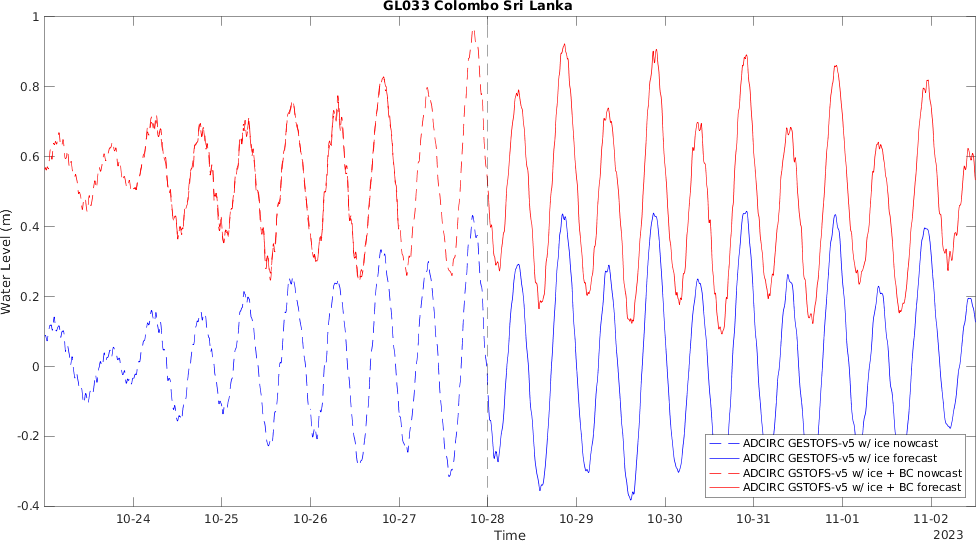 GL033 Colombo Sri Lanka
Water Level (m)
1
0.8
0.6
0.4
0.2
0
-0.2
-0.4
ADCIRC GESTOFS-v5 w/ ice nowcast
ADCIRC GESTOFS-v5 w/ ice forecast
ADCIRC GSTOFS-v5 w/ ice + BC nowcast
ADCIRC GSTOFS-v5 w/ ice + BC forecast
10-24 10-25 10-26 10-27 10-28 10-29 10-30 10-31 11-01 11-02
Time
2023